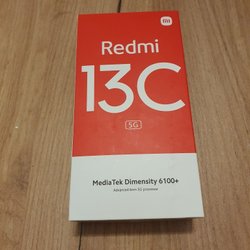 mi
Redmi
13C
5G
MediaTek Dimensity 6100+
Advanced 6nm 5G processor